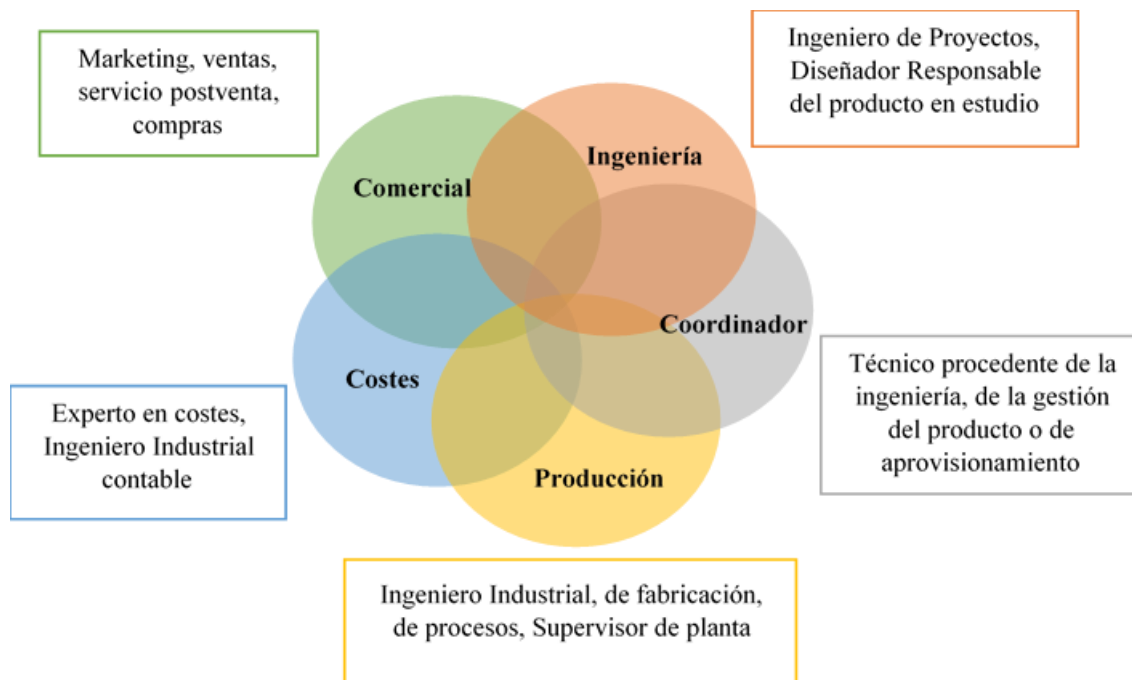 Marketing, ventas,
servicio postventa,
compras
Ingeniero de Proyectos,
Diseñador Responsable
del producto en estudio
Ingeniería
Comercial
Coordinador
Costes
Producción
Técnico procedente de la
ingeniería, de la gestión
del producto o de
aprovisionamiento
Experto en costes,
Ingeniero Industrial
contable
Ingeniero Industrial, de fabricación,
de procesos, Supervisor de planta